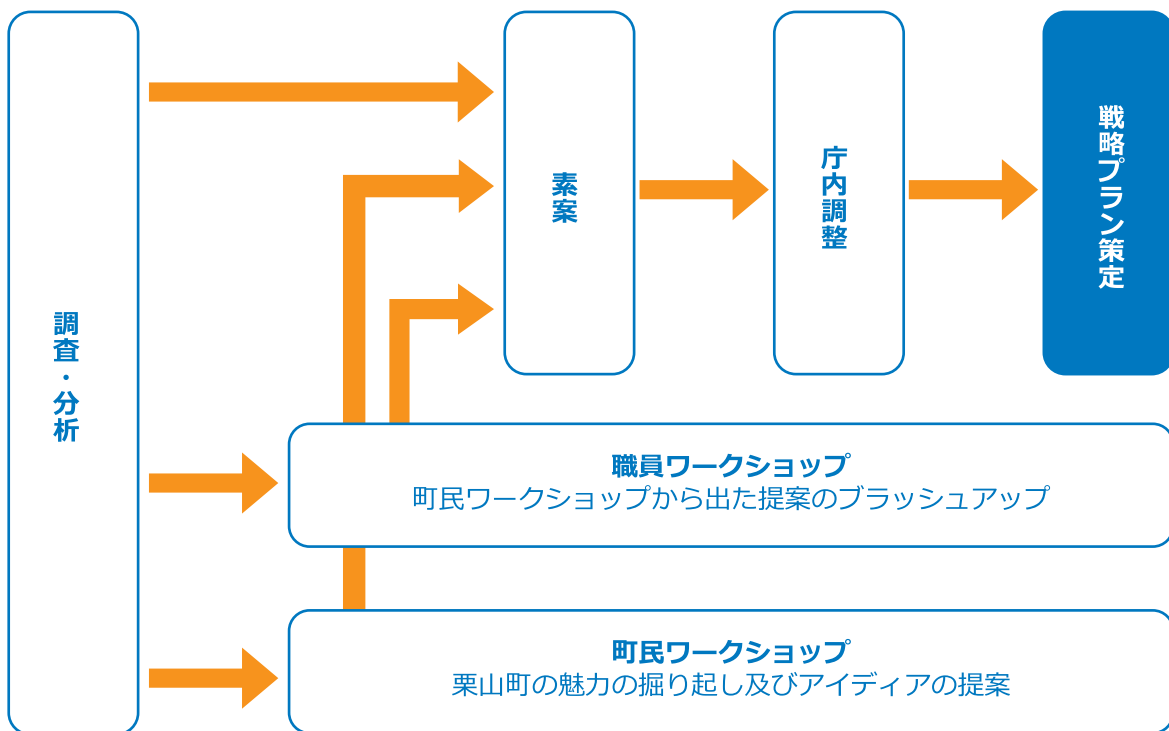 調査・分析
素案
庁内調整
戦略プラン策定
職員ワークショップ
町民ワークショップから出た提案のブラッシュアップ
町民ワークショップ
栗山町の魅力の掘り起し及びアイディアの提案